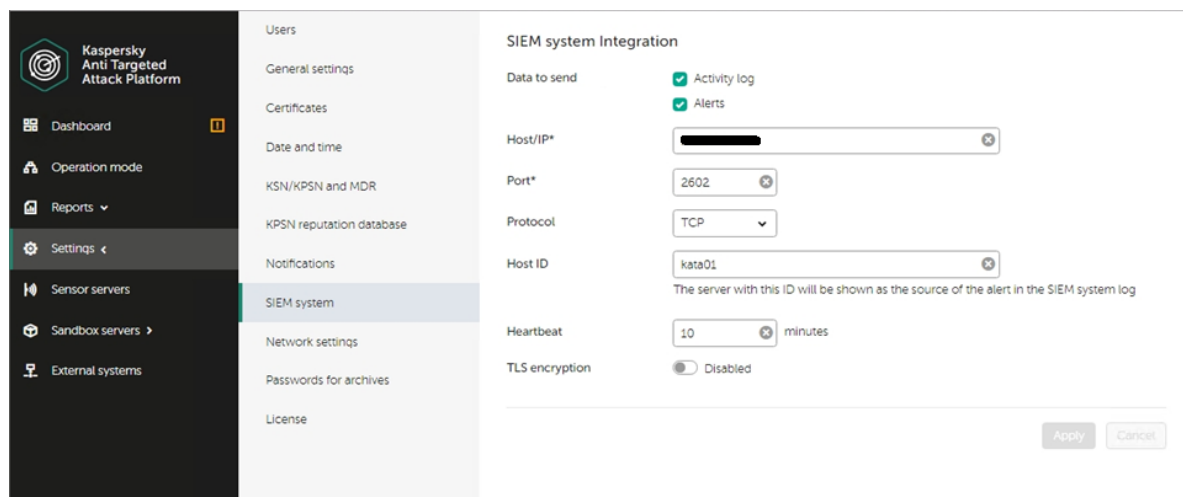 Kaspersky
Anti Targeted
Attack Platform
Dashboard
Operation mode
Reports
Settings
Sensor servers
Sandbox servers
External systems
Users
General settings
Certificates
Date and time
KSN/KPSN and MDR
KPSN reputation database
Notifications
SIEM system
Network settings
Passwords for archives
License
SIEM system Integration
Data to send
Activity log
Alerts
Host/IP*
Port*
2602
Protocol
TCP
Host ID
kata01
The server with this ID will be shown as the source of the alert in the SIEM system log
Heartbeat
10 minutes
TLS encryption
Disabled
Apply
Cancel